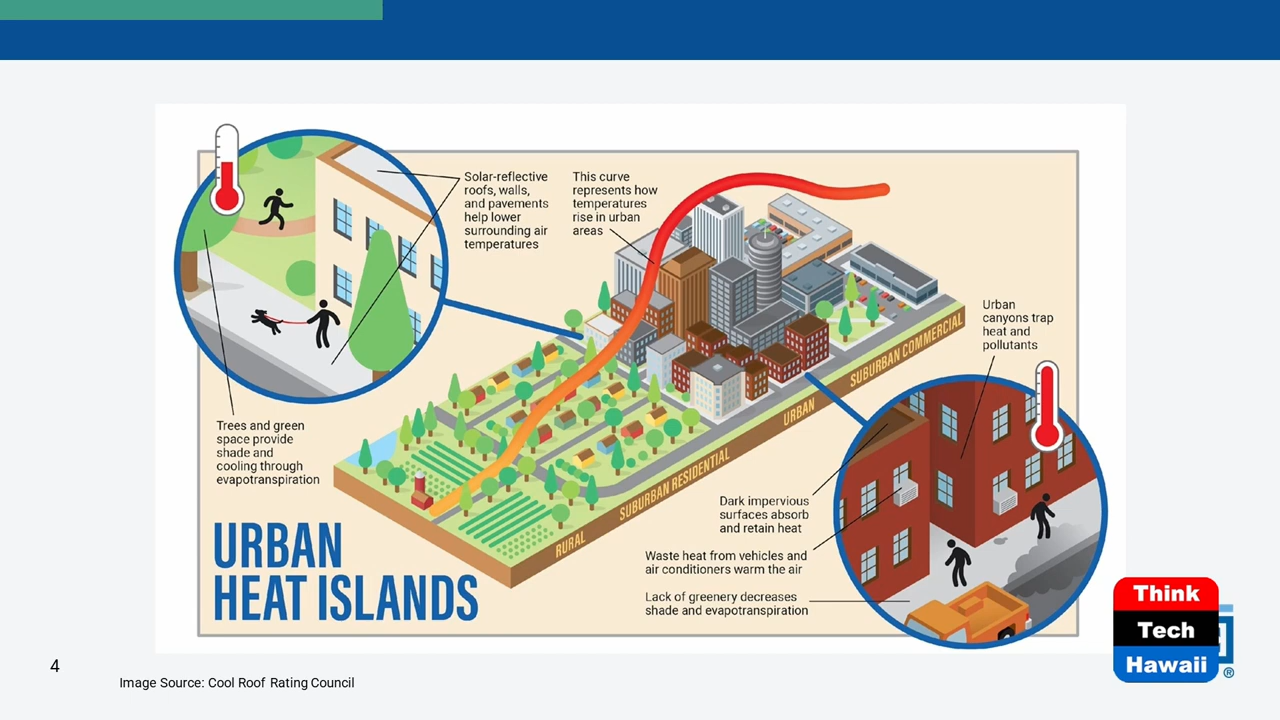 Solar-reflective
roofs, walls,
and pavements
help lower
surrounding air
temperatures
This curve
represents how
temperatures
rise in urban
areas
Urban
canyons trap
heat and
pollutants
Trees and green
space provide
shade and
cooling through
evapotranspiration
RURAL
SUBURBAN RESIDENTIAL
URBAN
SUBURBAN COMMERCIAL
Dark impervious
surfaces absorb
and retain heat
Waste heat from vehicles and
air conditioners warm the air
Lack of greenery decreases
shade and evapotranspiration
URBAN
HEAT ISLANDS
Think
Tech
Hawaii
®
4
Image Source: Cool Roof Rating Council